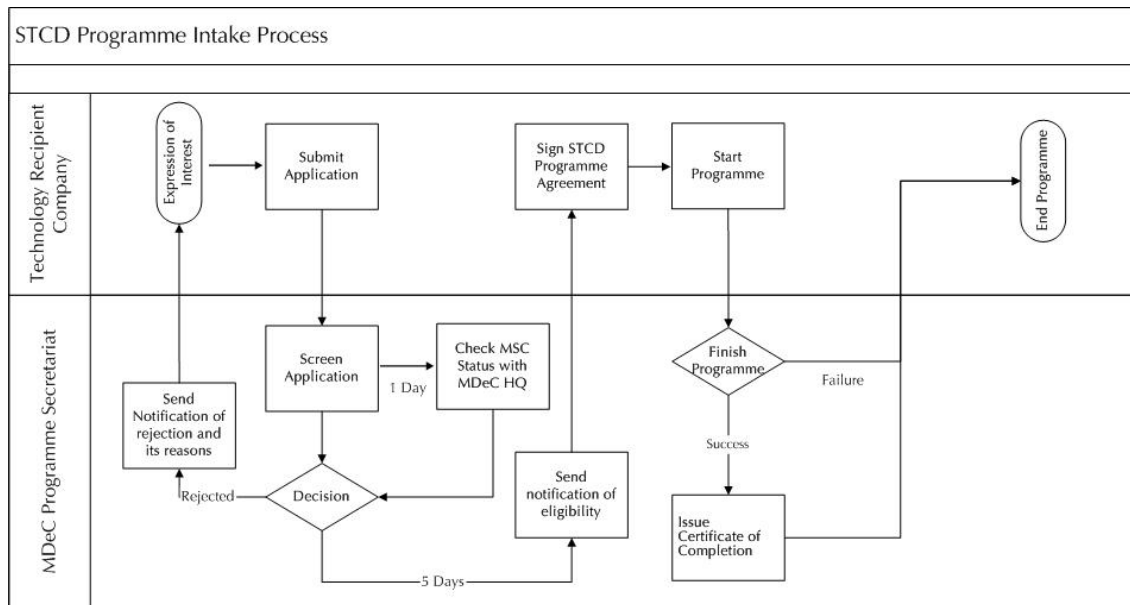 STCD Programme Intake Process
Technology Recipient
Company
Expression of
Interest
Submit
Application
Sign STCD
Programme
Agreement
Start
Programme
End Programme
MDeC Programme Secretariat
Send
Notification of
rejection and
its reasons
Rejected
Screen
Application
1 Day
Check MSC
Status with
MDeC HQ
Decision
5 Days
Send
notification of
eligibility
Finish
Programme
Failure
Success
Issue
Certificate of
Completion